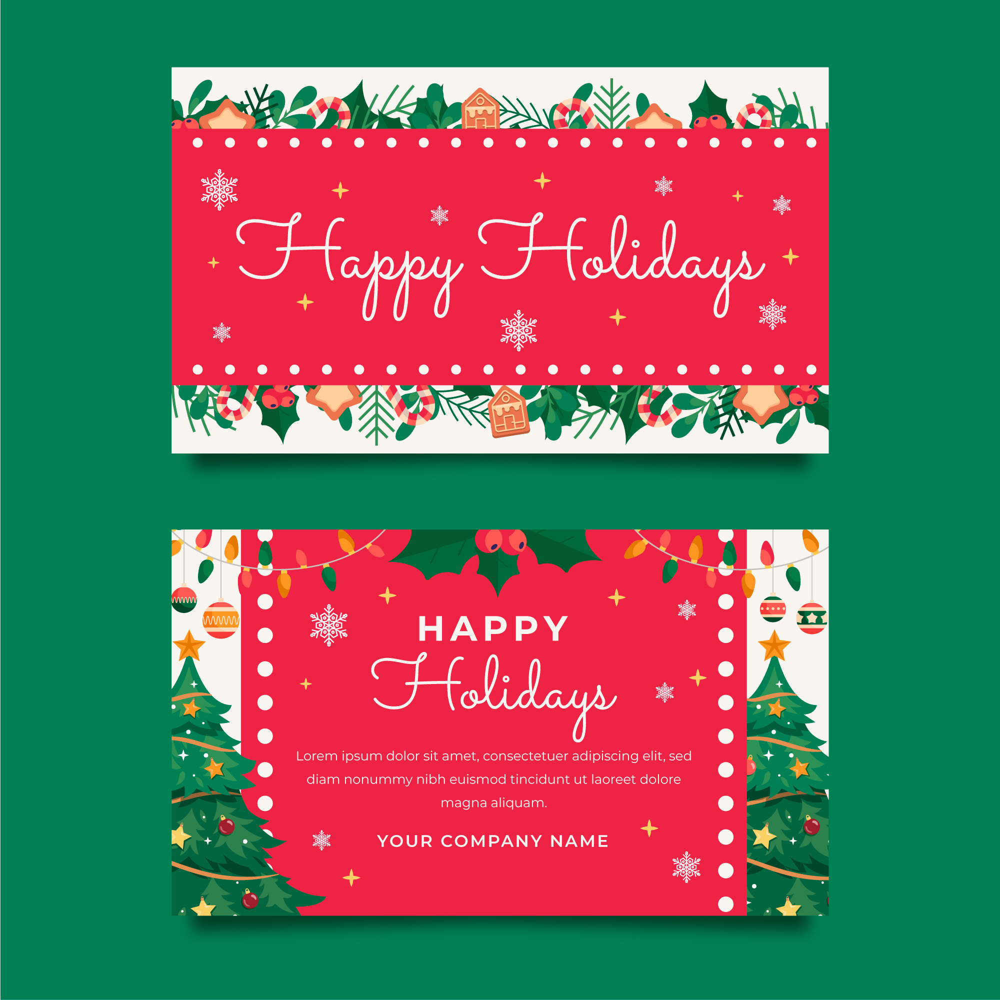 Happy Holidays
HAPPY
Holidays
Lorem ipsum dolor sit amet, consectetuer adipiscing elit, sed
diam nonummy nibh euismod tincidunt ut laoreet dolore
magna aliquam.
YOUR COMPANY NAME